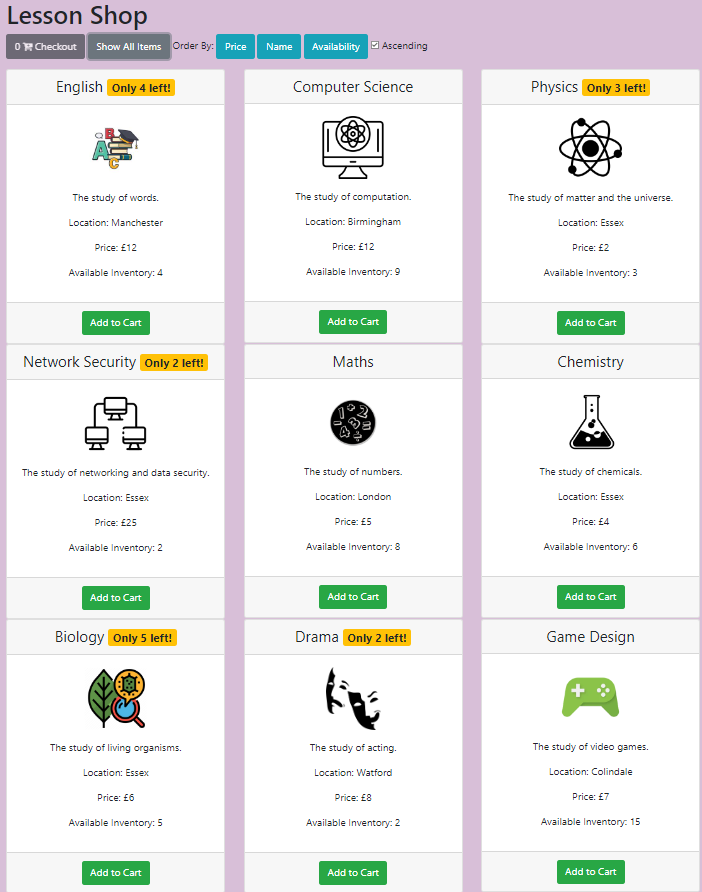 Lesson Shop
0 Checkout Show All Items Order By: Price Name Availability Ascending
English Only 4 left!
A B C
The study of words.
Location: Manchester
Price: £12
Available Inventory: 4
Add to Cart
Computer Science
The study of computation.
Location: Birmingham
Price: £12
Available Inventory: 9
Add to Cart
Physics Only 3 left!
The study of matter and the universe.
Location: Essex
Price: £2
Available Inventory: 3
Add to Cart
Network Security Only 2 left!
The study of networking and data security.
Location: Essex
Price: £25
Available Inventory: 2
Add to Cart
Maths
1+2
-3=
4÷
The study of numbers.
Location: London
Price: £5
Available Inventory: 8
Add to Cart
Chemistry
The study of chemicals.
Location: Essex
Price: £4
Available Inventory: 6
Add to Cart
Biology Only 5 left!
The study of living organisms.
Location: Essex
Price: £6
Available Inventory: 5
Add to Cart
Drama Only 2 left!
The study of acting.
Location: Watford
Price: £8
Available Inventory: 2
Add to Cart
Game Design
The study of video games.
Location: Colindale
Price: £7
Available Inventory: 15
Add to Cart